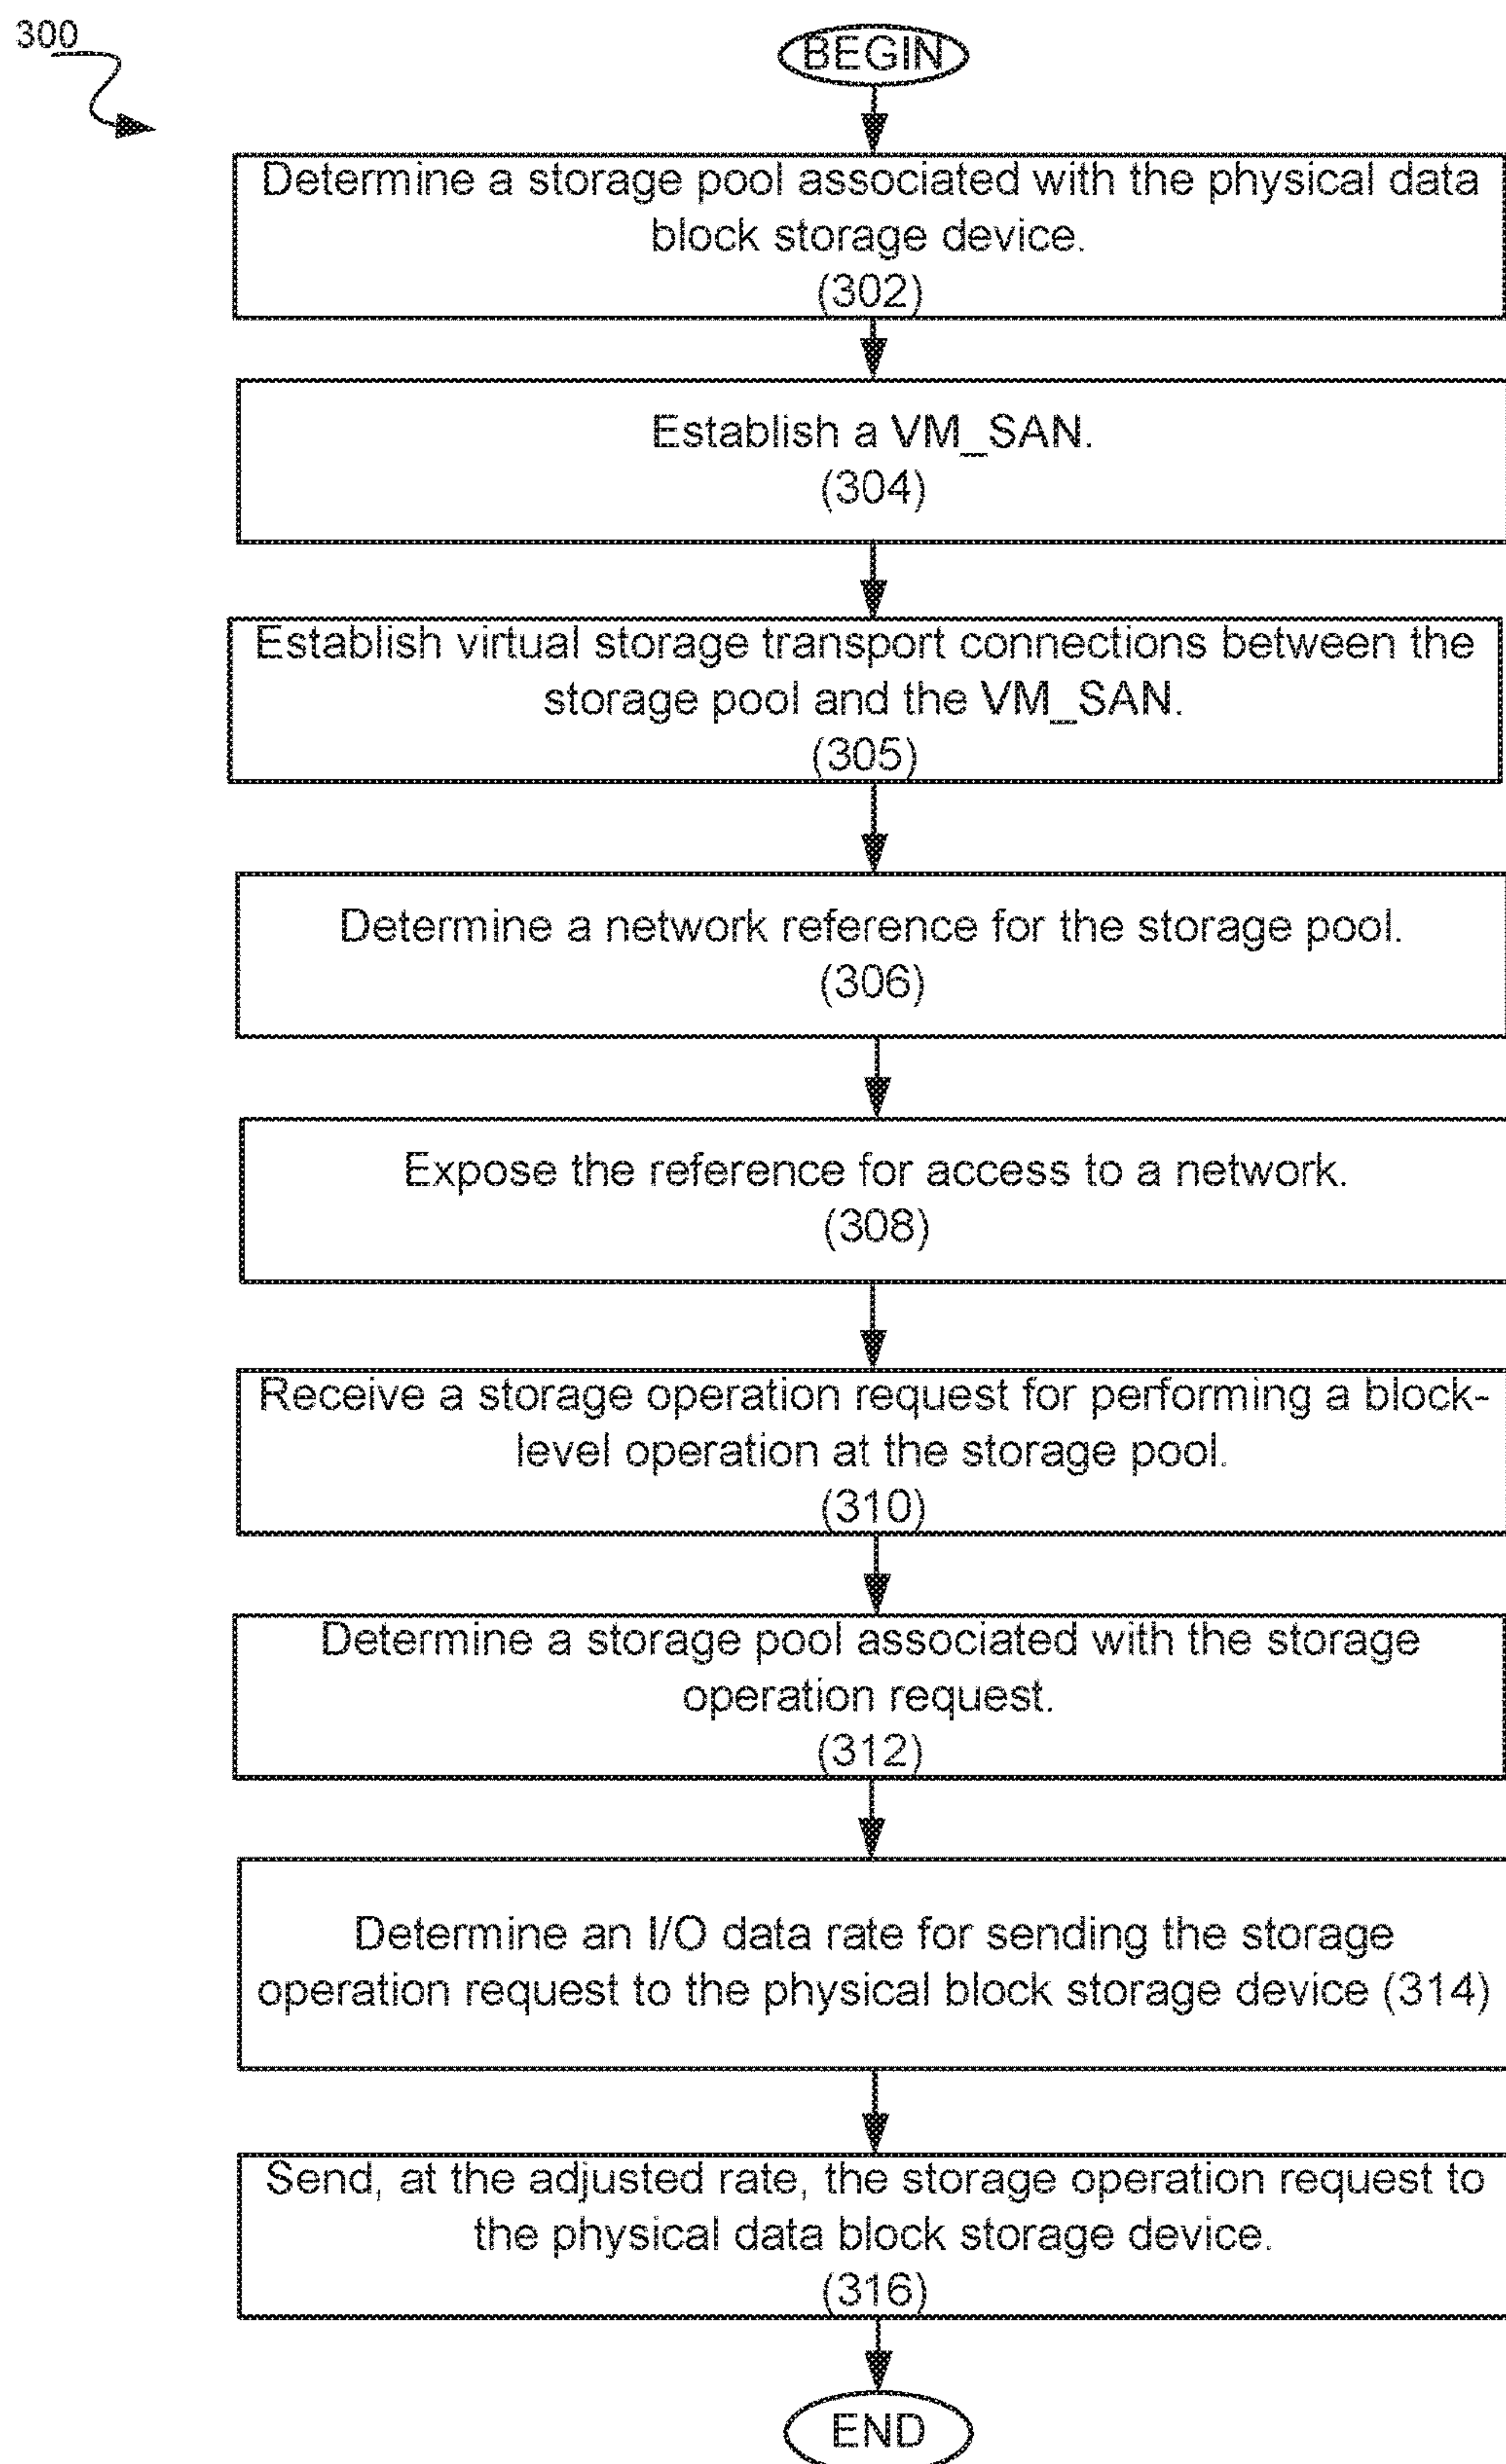 300
BEGIN
Determine a storage pool associated with the physical data
block storage device.
(302)
Establish a VM_SAN.
(304)
Establish virtual storage transport connections between the
storage pool and the VM_SAN.
(305)
Determine a network reference for the storage pool.
(306)
Expose the reference for access to a network.
(308)
Receive a storage operation request for performing a block-
level operation at the storage pool.
(310)
Determine a storage pool associated with the storage
operation request.
(312)
Determine an I/O data rate for sending the storage
operation request to the physical block storage device (314)
Send, at the adjusted rate, the storage operation request to
the physical data block storage device.
(316)
END